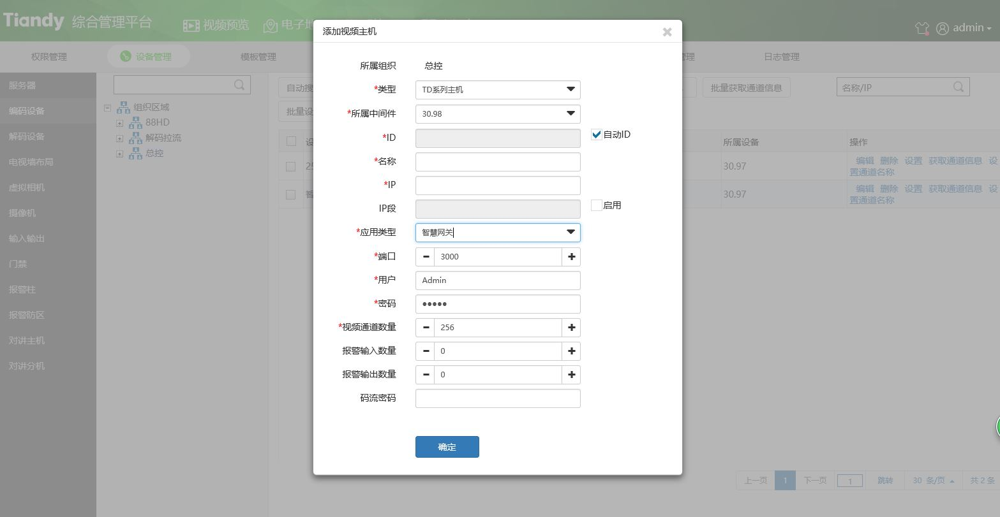 Tiandy 综合管理平台
视频预览
电子地
admin
权限管理
设备管理
模板管理
管理
日志管理
服务器
编码设备
解码设备
电视墙布局
虚拟相机
摄像机
输入输出
门禁
报警柱
报警防区
对讲主机
对讲分机
组织区域
88HD
解码拉流
总控
自动搜
批量获取通道信息
名称/IP
批量设
设
所属设备
操作
25
30.97
编辑 删除 设置 获取通道信息 设
置通道名称
智
30.97
编辑 删除 设置 获取通道信息 设
置通道名称
添加视频主机
所属组织 总控
*类型 TD系列主机
*所属中间件 30.98
*ID 自动ID
*名称
*IP
IP段 启用
*应用类型 智慧网关
*端口 3000
*用户 Admin
*密码 •••••
*视频通道数量 256
报警输入数量 0
报警输出数量 0
码流密码
确定
上一页 1 下一页 1 跳转 30 条/页 共 2 条